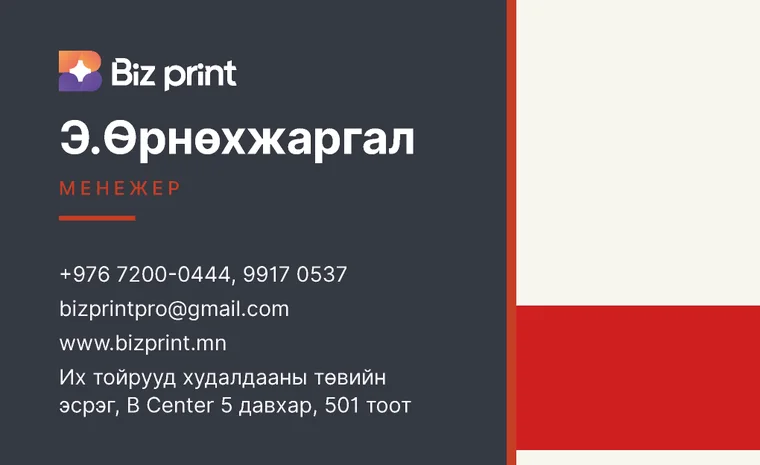 Biz print
Э.Өрнөхжаргал
МЕНЕЖЕР
+976 7200-0444, 9917 0537
bizprintpro@gmail.com
www.bizprint.mn
Их тойрууд худалдааны төвийн
эсрэг, B Center 5 давхар, 501 тоот